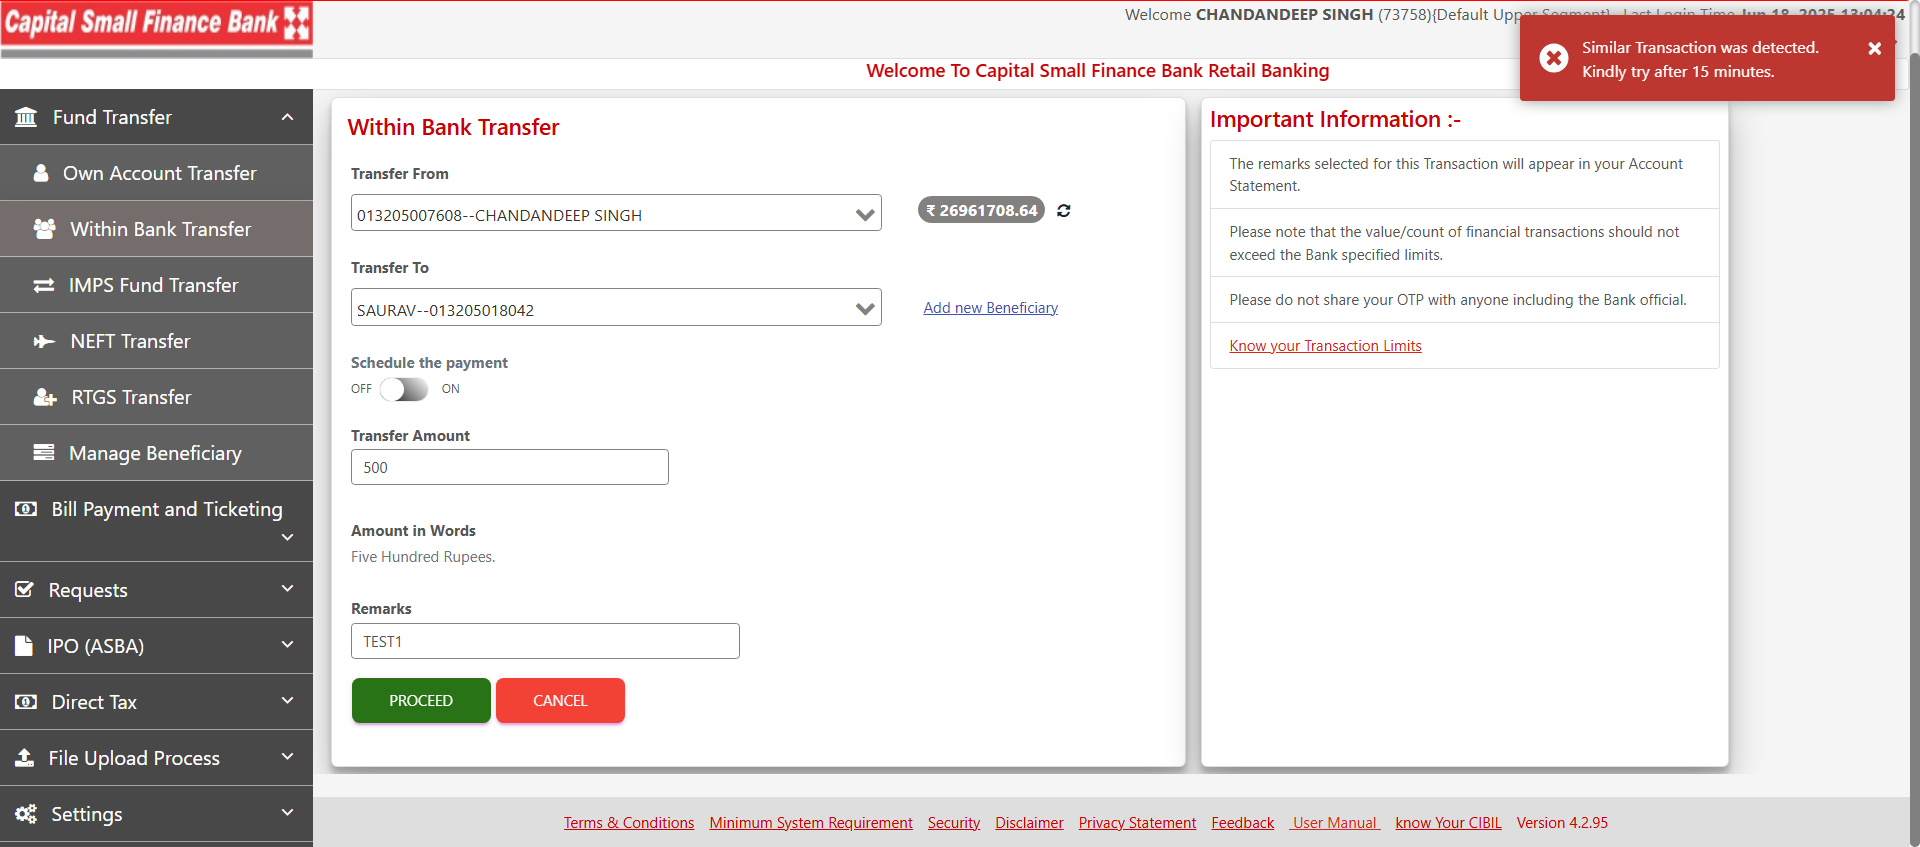 Capital Small Finance Bank
Welcome CHANDANDEEP SINGH (73758){Default Upper Segment} Last Login Time Jun 18, 2025 13:04:24
Similar Transaction was detected.
Kindly try after 15 minutes.
Welcome To Capital Small Finance Bank Retail Banking
Fund Transfer
Own Account Transfer
Within Bank Transfer
IMPS Fund Transfer
NEFT Transfer
RTGS Transfer
Manage Beneficiary
Bill Payment and Ticketing
Requests
IPO (ASBA)
Direct Tax
File Upload Process
Settings
Within Bank Transfer
Transfer From
013205007608--CHANDANDEEP SINGH
₹ 26961708.64
Transfer To
SAURAV--013205018042
Add new Beneficiary
Schedule the payment
OFF ON
Transfer Amount
500
Amount in Words
Five Hundred Rupees.
Remarks
TEST1
PROCEED CANCEL
Important Information :-
The remarks selected for this Transaction will appear in your Account
Statement.
Please note that the value/count of financial transactions should not
exceed the Bank specified limits.
Please do not share your OTP with anyone including the Bank official.
Know your Transaction Limits
Terms & Conditions Minimum System Requirement Security Disclaimer Privacy Statement Feedback User Manual know Your CIBIL Version 4.2.95